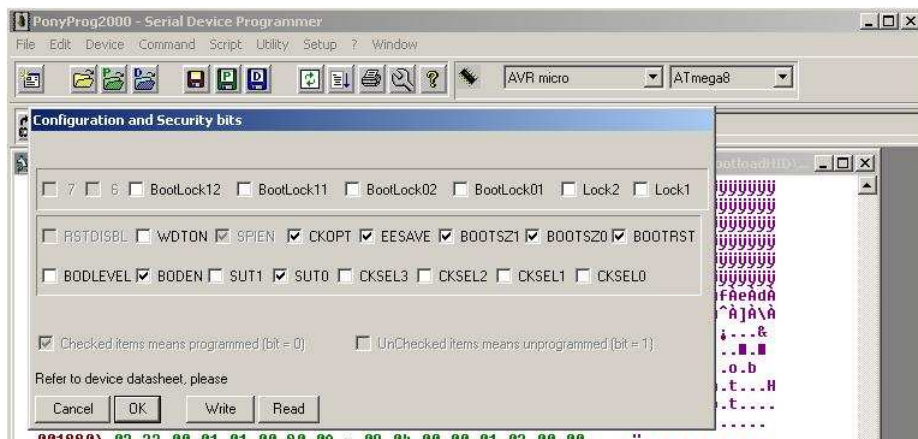 PonyProg2000 - Serial Device Programmer
File Edit Device Command Script Utility Setup ? Window
AVR micro ATmega8
Configuration and Security bits
7 6 BootLock12 BootLock11 BootLock02 BootLock01 Lock2 Lock1
RSTDISBL WDTON SPIEN CKOPT EESAVE BOOTSZ1 BOOTSZ0 BOOTRST
BODLEVEL BODEN SUT1 SUT0 CKSEL3 CKSEL2 CKSEL1 CKSEL0
Checked items means programmed (bit = 0) UnChecked items means unprogrammed (bit = 1)
Refer to device datasheet, please
Cancel OK Write Read